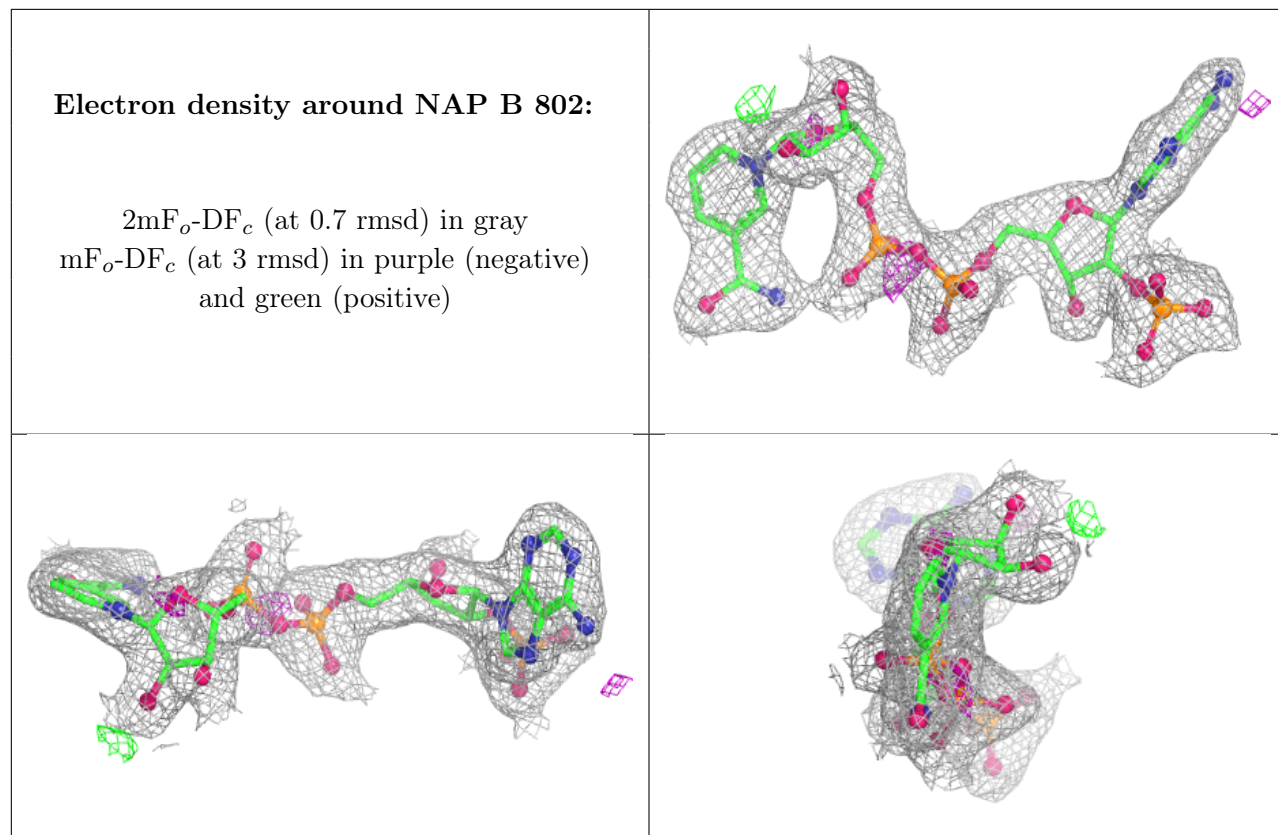 Electron density around NAP B 802:
2mFo-DFc (at 0.7 rmsd) in gray
mFo-DFc (at 3 rmsd) in purple (negative)
and green (positive)